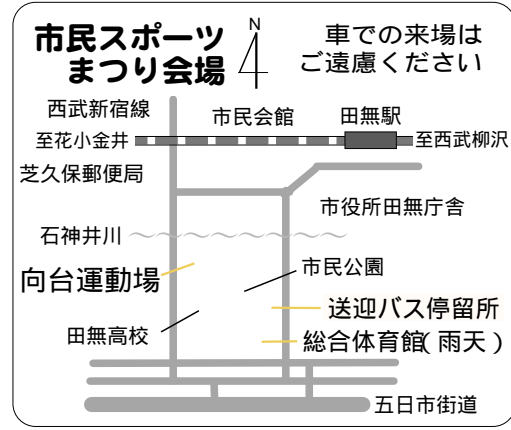 市民スポーツ
まつり会場
N
車での来場は
ご遠慮ください
西武新宿線
市民会館
田無駅
至花小金井
至西武柳沢
芝久保郵便局
市役所田無庁舎
石神井川
市民公園
向台運動場
送迎バス停留所
田無高校
総合体育館(雨天)
五日市街道